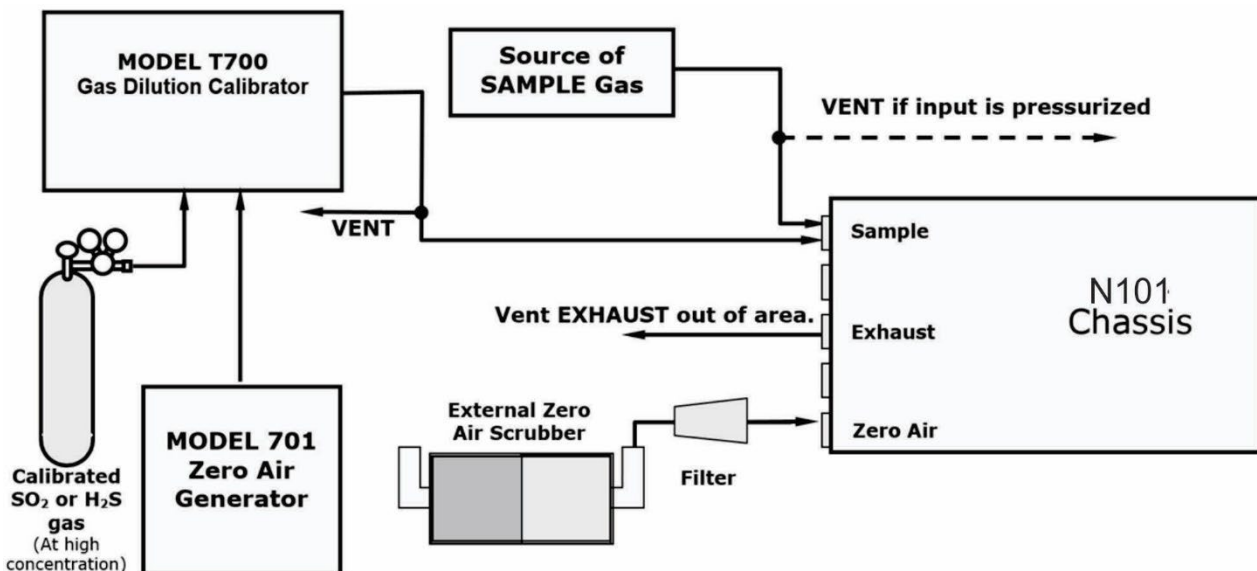 MODEL T700
Gas Dilution Calibrator
Source of
SAMPLE Gas
VENT if input is pressurized
VENT
Sample
N101
Chassis
Vent EXHAUST out of area.
Exhaust
External Zero
Air Scrubber
Zero Air
Filter
MODEL 701
Zero Air
Generator
Calibrated
SO₂ or H₂S
gas
(At high
concentration)